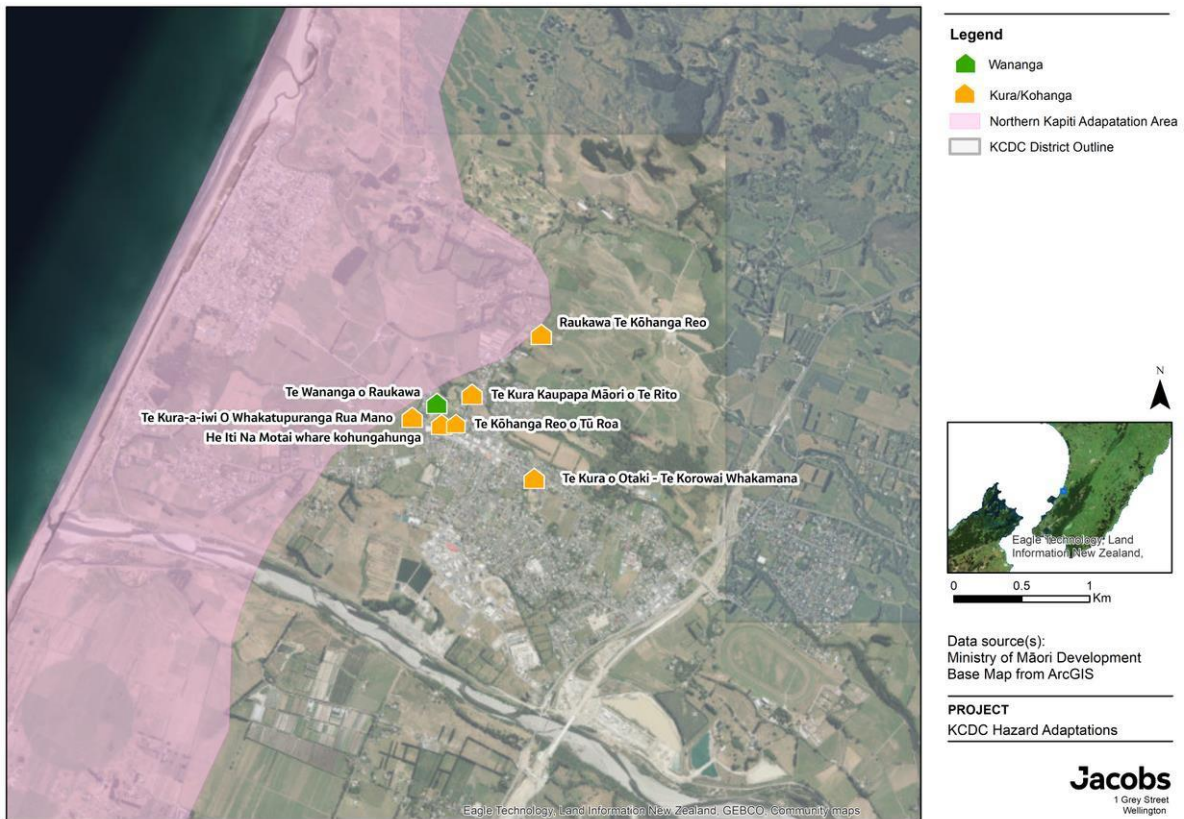 Raukawa Te Kōhanga Reo
Te Wananga o Raukawa
Te Kura Kaupapa Māori o Te Rito
Te Kura-a-iwi O Whakatupuranga Rua Mano
Te Kōhanga Reo o Tū Roa
He Iti Na Motai whare kohungahunga
Te Kura o Otaki - Te Korowai Whakamana
Eagle Technology, Land Information New Zealand, GEBCO, Community maps
Legend
Wananga
Kura/Kohanga
Northern Kapiti Adapatation Area
KCDC District Outline
N
Eagle Technology, Land
Information New Zealand,
0 0.5 1
Km
Data source(s):
Ministry of Māori Development
Base Map from ArcGIS
PROJECT
KCDC Hazard Adaptations
Jacobs
1 Grey Street
Wellington